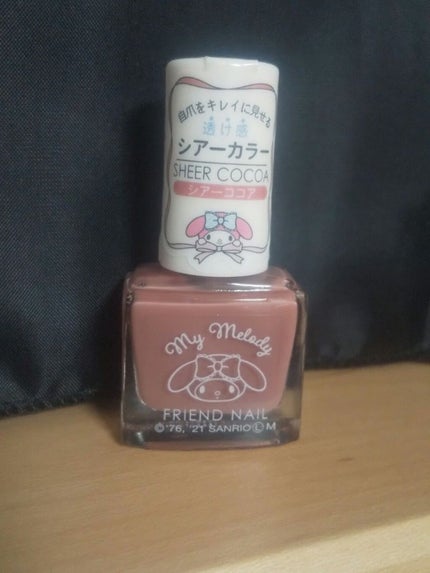 自爪をキレイに見せる
透け感
シアーカラー
SHEER COCOA
シアーココア
My Melody
FRIEND NAIL
© '76, '21 SANRIO Ⓛ M